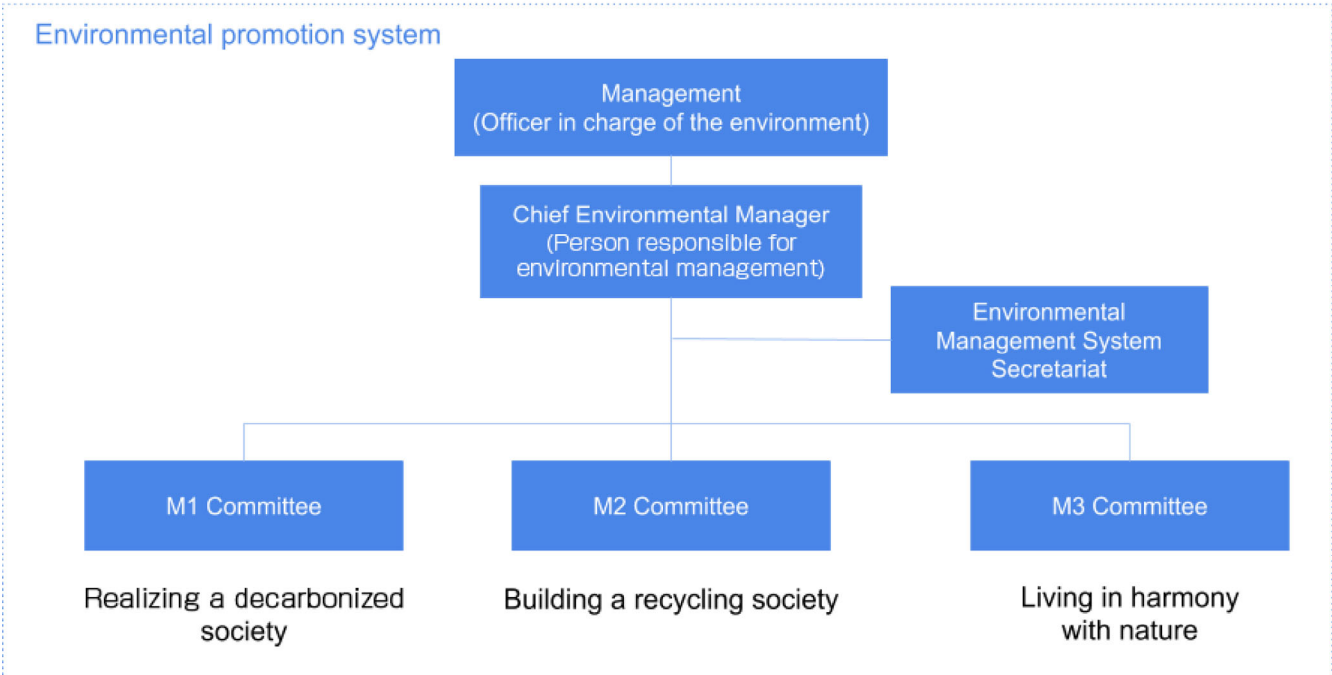 Environmental promotion system
Management
(Officer in charge of the environment)
Chief Environmental Manager
(Person responsible for
environmental management)
Environmental
Management System
Secretariat
M1 Committee
M2 Committee
M3 Committee
Realizing a decarbonized
society
Building a recycling society
Living in harmony
with nature